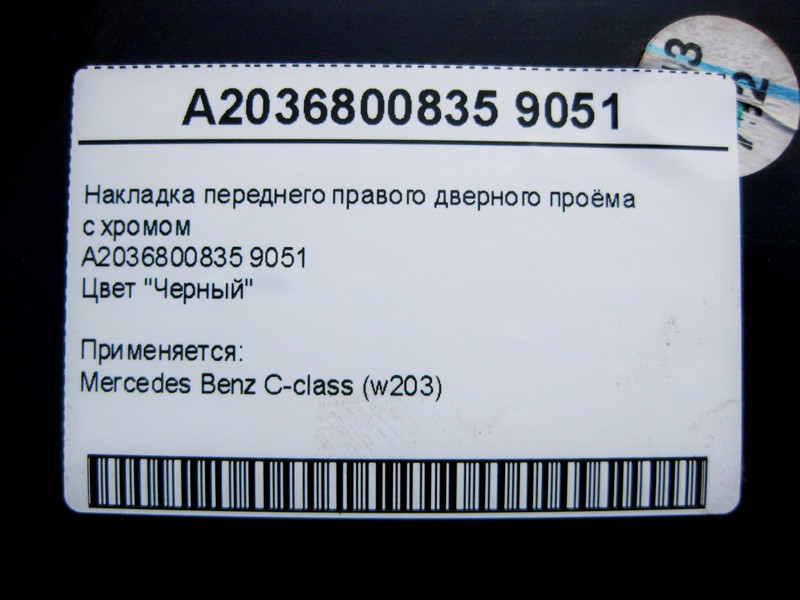 A2036800835 9051
Накладка переднего правого дверного проёма
с хромом
A2036800835 9051
Цвет "Черный"
Применяется:
Mercedes Benz C-class (w203)